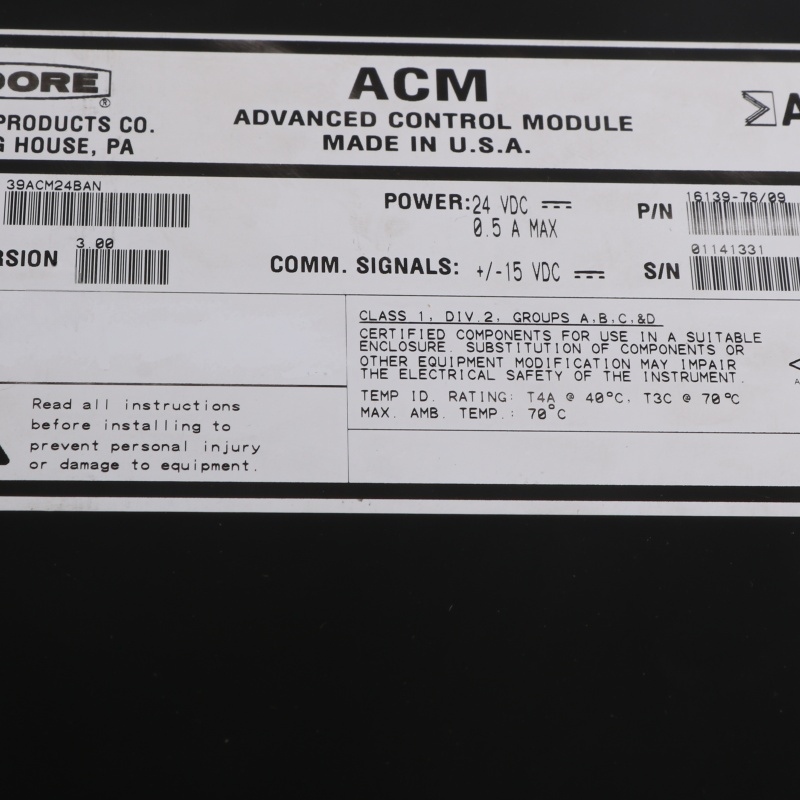 OORE
®
PRODUCTS CO.
G HOUSE, PA
ACM
ADVANCED CONTROL MODULE
MADE IN U.S.A.
A
39ACM24BAN
RSION 3.00
POWER: 24 VDC
0.5 A MAX
COMM. SIGNALS: +/-15 VDC
P/N 16139-76/09
S/N 01141331
CLASS 1, DIV.2, GROUPS A,B,C,&D
CERTIFIED COMPONENTS FOR USE IN A SUITABLE
ENCLOSURE. SUBSTITUTION OF COMPONENTS OR
OTHER EQUIPMENT MODIFICATION MAY IMPAIR
THE ELECTRICAL SAFETY OF THE INSTRUMENT.
TEMP ID. RATING: T4A @ 40°C, T3C @ 70°C
MAX. AMB. TEMP.: 70°C
Read all instructions
before installing to
prevent personal injury
or damage to equipment.